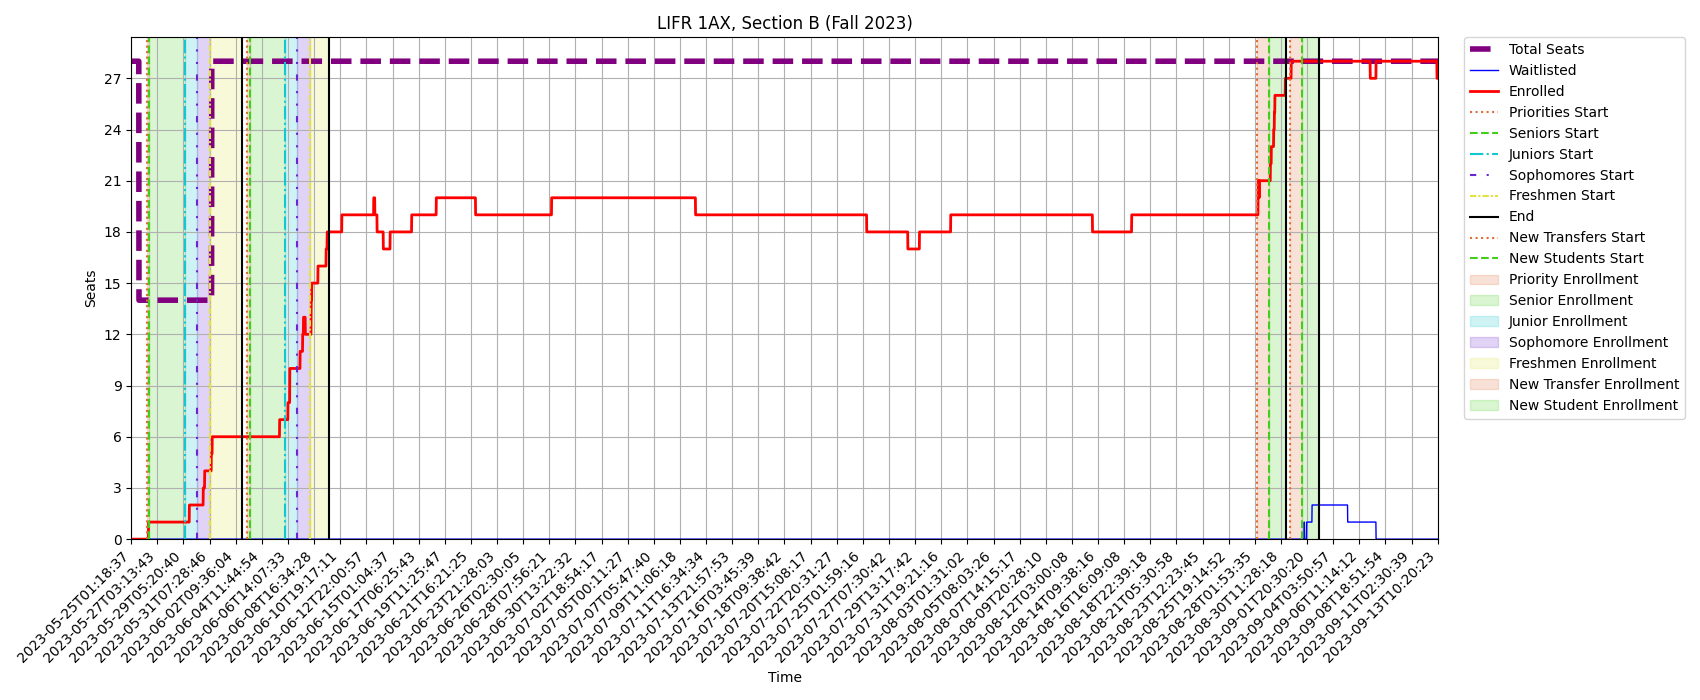 LIFR 1AX, Section B (Fall 2023)
Seats
27
24
21
18
15
12
9
6
3
0
2023-05-25T01:18:37
2023-05-27T03:13:43
2023-05-29T05:20:40
2023-05-31T07:28:46
2023-06-02T09:36:04
2023-06-04T11:44:54
2023-06-06T14:07:33
2023-06-08T16:34:28
2023-06-10T19:17:11
2023-06-12T22:00:57
2023-06-15T01:04:37
2023-06-17T06:25:43
2023-06-19T11:25:47
2023-06-21T16:21:25
2023-06-23T21:28:03
2023-06-26T02:30:05
2023-06-28T07:56:21
2023-06-30T13:22:32
2023-07-02T18:54:17
2023-07-05T00:11:27
2023-07-07T05:47:40
2023-07-09T11:06:18
2023-07-11T16:34:34
2023-07-13T21:57:53
2023-07-16T03:45:39
2023-07-18T09:38:42
2023-07-20T15:08:17
2023-07-22T20:31:27
2023-07-25T01:59:16
2023-07-27T07:30:42
2023-07-29T13:17:42
2023-07-31T19:21:16
2023-08-03T01:31:02
2023-08-05T08:03:26
2023-08-07T14:15:17
2023-08-09T20:28:10
2023-08-12T03:00:08
2023-08-14T09:38:16
2023-08-16T16:09:08
2023-08-18T22:39:18
2023-08-21T05:30:58
2023-08-23T12:23:45
2023-08-25T19:14:52
2023-08-28T01:53:35
2023-08-30T11:28:18
2023-09-01T20:30:20
2023-09-04T03:50:57
2023-09-06T11:14:12
2023-09-08T18:51:54
2023-09-11T02:30:39
2023-09-13T10:20:23
Time
Total Seats
Waitlisted
Enrolled
Priorities Start
Seniors Start
Juniors Start
Sophomores Start
Freshmen Start
End
New Transfers Start
New Students Start
Priority Enrollment
Senior Enrollment
Junior Enrollment
Sophomore Enrollment
Freshmen Enrollment
New Transfer Enrollment
New Student Enrollment